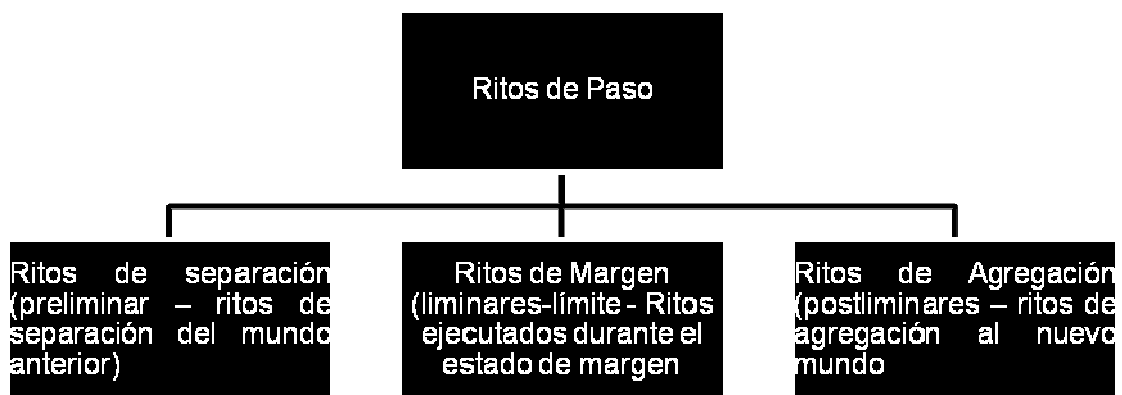 Ritos de Paso
Ritos de separación
(preliminar – ritos de
separación del mundo
anterior)
Ritos de Margen
(liminares-límite - Ritos
ejecutados durante el
estado de margen
Ritos de Agregación
(postliminares – ritos de
agregación al nuevo
mundo